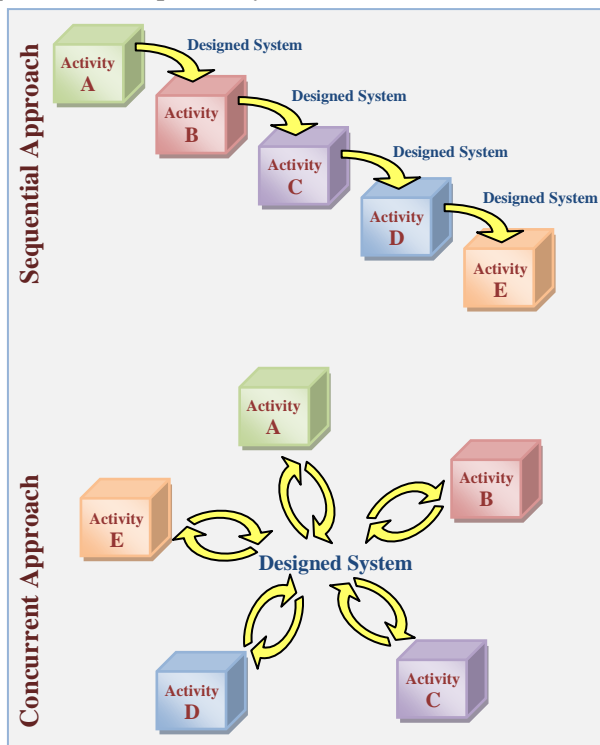 Sequential Approach
Activity
A
Designed System
Activity
B
Designed System
Activity
C
Designed System
Activity
D
Designed System
Activity
E
Concurrent Approach
Activity
A
Activity
B
Activity
E
Designed System
Activity
D
Activity
C